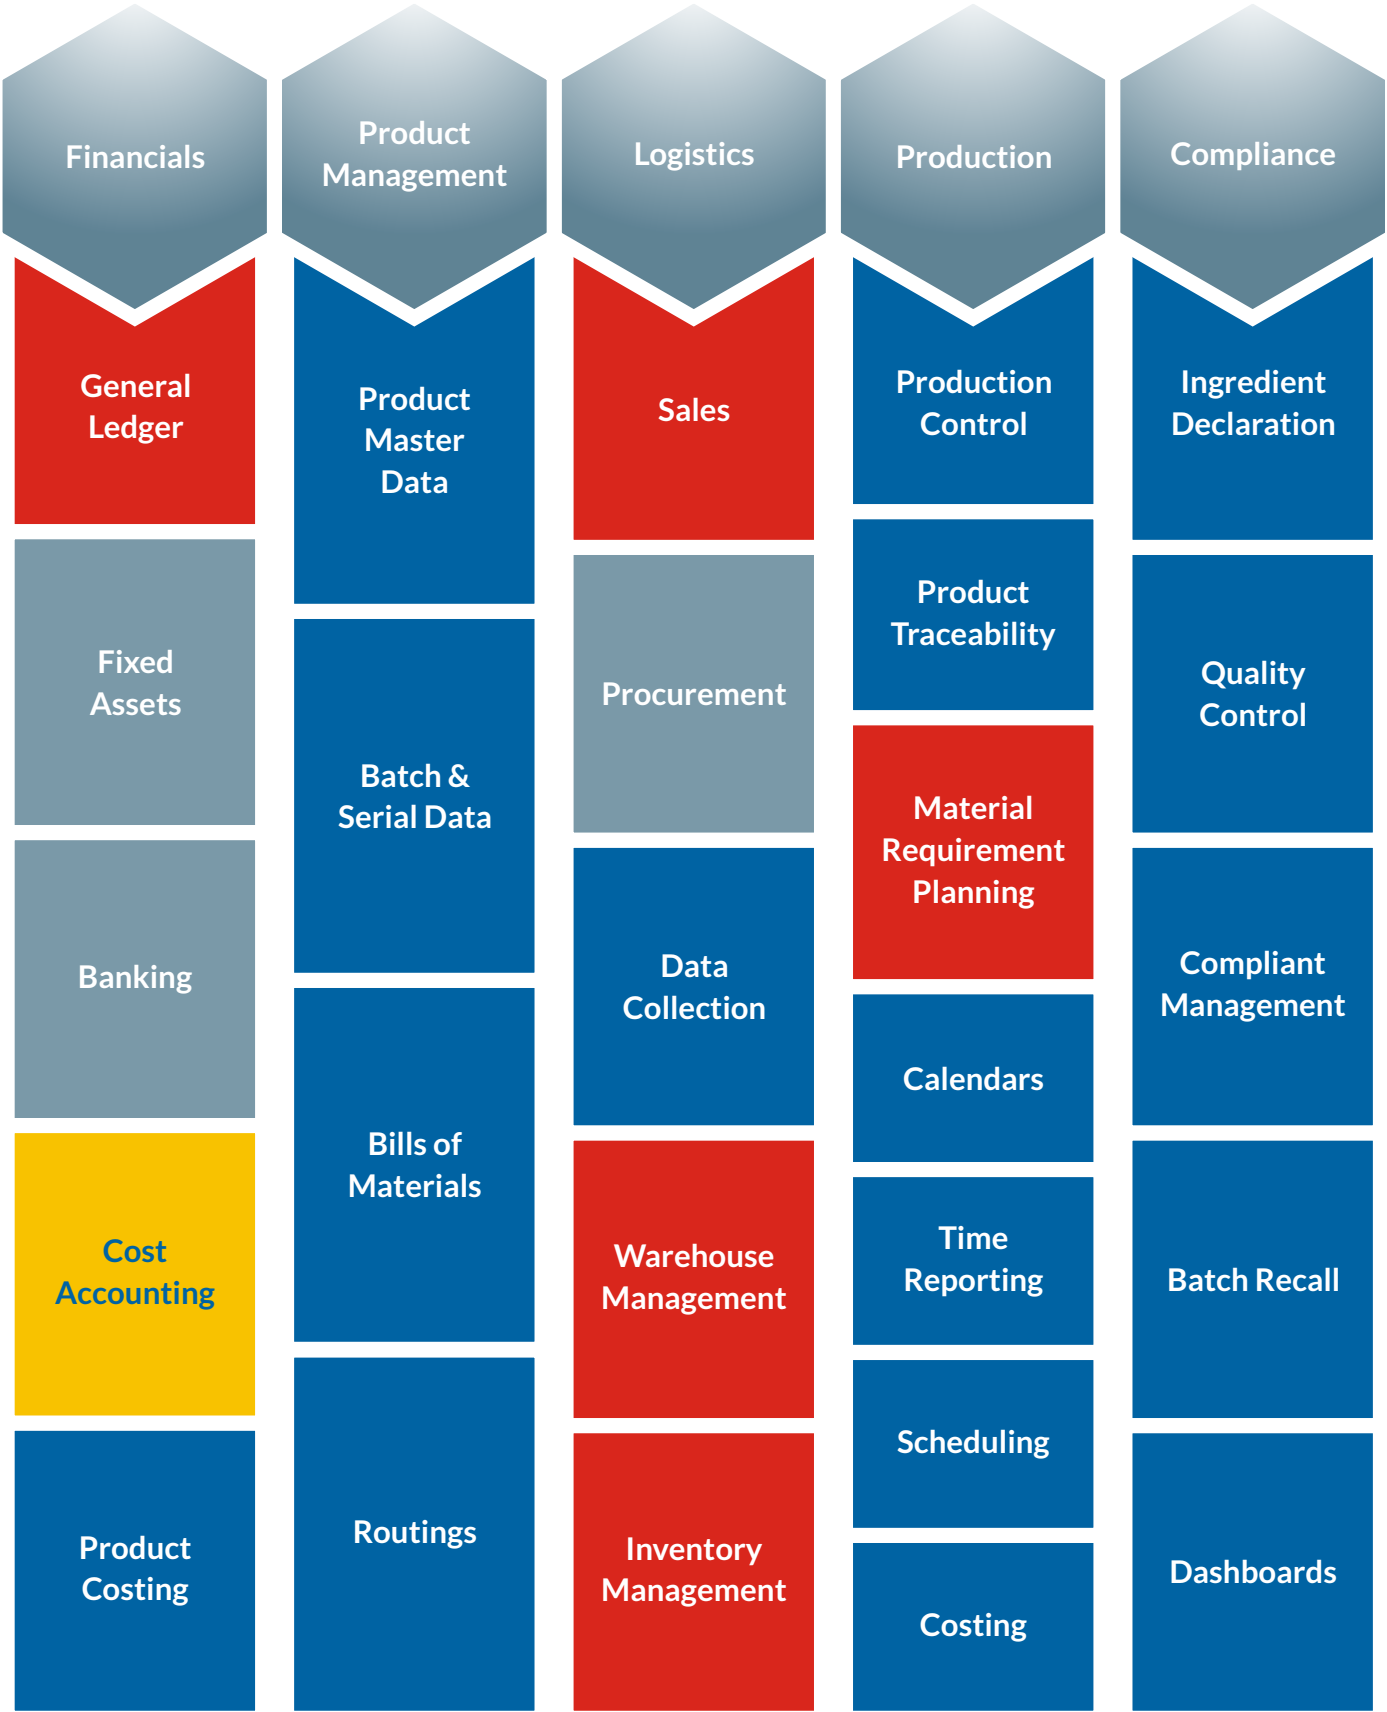 Financials
General
Ledger
Fixed
Assets
Banking
Cost
Accounting
Product
Costing
Product
Management
Product
Master
Data
Batch &
Serial Data
Bills of
Materials
Routings
Logistics
Sales
Procurement
Data
Collection
Warehouse
Management
Inventory
Management
Production
Production
Control
Product
Traceability
Material
Requirement
Planning
Calendars
Time
Reporting
Scheduling
Costing
Compliance
Ingredient
Declaration
Quality
Control
Compliant
Management
Batch Recall
Dashboards